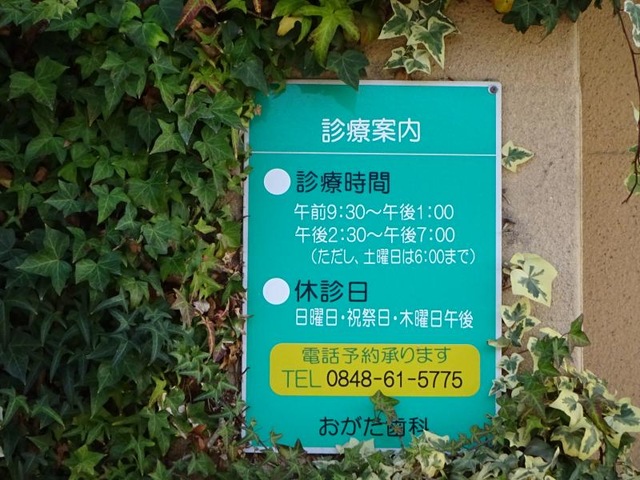 診療案内
診療時間
午前9:30～午後1:00
午後2:30～午後7:00
（ただし、土曜日は6:00まで）
休診日
日曜日・祝祭日・木曜日午後
電話予約承ります
TEL 0848-61-5775
おがた歯科